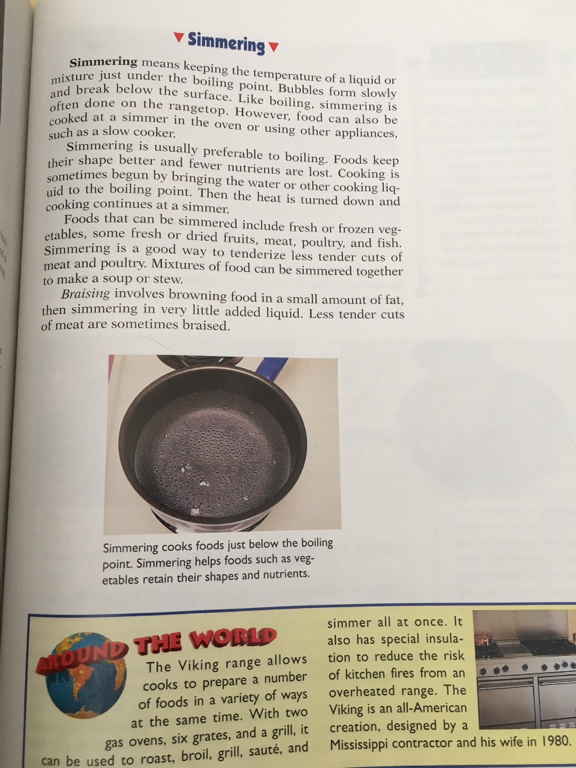 Simmering
Simmering means keeping the temperature of a liquid or
mixture just under the boiling point. Bubbles form slowly
and break below the surface. Like boiling, simmering is
often done on the rangetop. However, food can also be
cooked at a simmer in the oven or using other appliances,
such as a slow cooker.
Simmering is usually preferable to boiling. Foods keep
their shape better and fewer nutrients are lost. Cooking is
sometimes begun by bringing the water or other cooking liq-
uid to the boiling point. Then the heat is turned down and
cooking continues at a simmer.
Foods that can be simmered include fresh or frozen veg-
etables, some fresh or dried fruits, meat, poultry, and fish.
Simmering is a good way to tenderize less tender cuts of
meat and poultry. Mixtures of food can be simmered together
to make a soup or stew.
Braising involves browning food in a small amount of fat,
then simmering in very little added liquid. Less tender cuts
of meat are sometimes braised.
Simmering cooks foods just below the boiling
point. Simmering helps foods such as veg-
etables retain their shapes and nutrients.
AROUND THE WORLD
The Viking range allows
cooks to prepare a number
of foods in a variety of ways
at the same time. With two
gas ovens, six grates, and a grill, it
can be used to roast, broil, grill, sauté, and
simmer all at once. It
also has special insula-
tion to reduce the risk
of kitchen fires from an
overheated range. The
Viking is an all-American
creation, designed by a
Mississippi contractor and his wife in 1980.